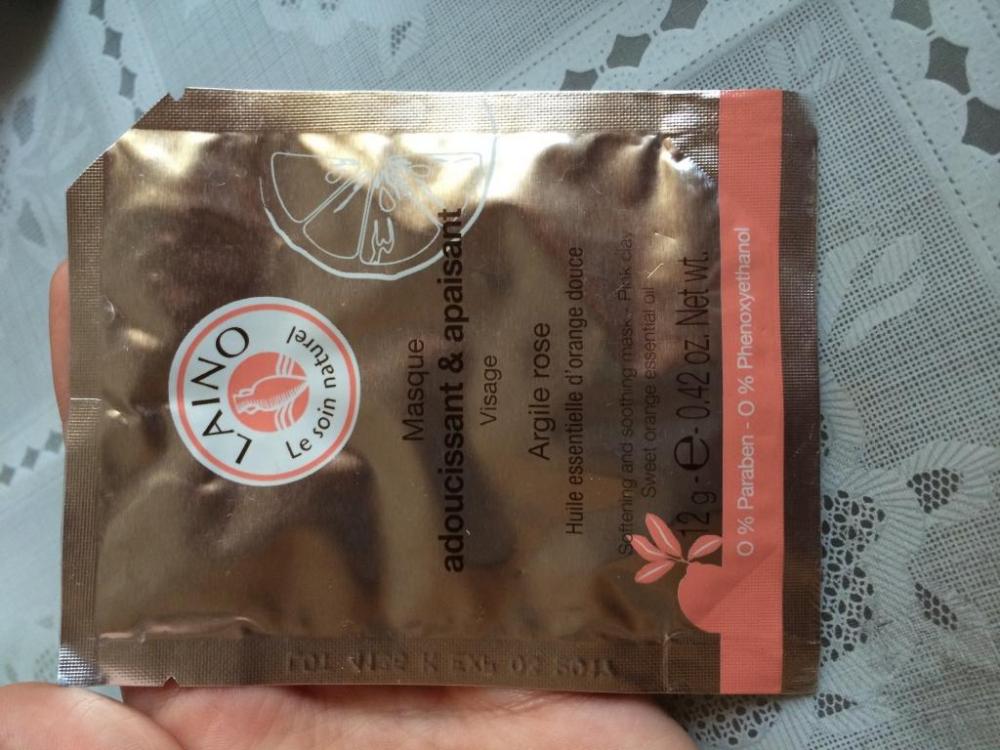 LAINO
Le soin naturel
Masque
adoucissant & apaisant
Visage
Argile rose
Huile essentielle d'orange douce
Softening and soothing mask - Pink clay
Sweet orange essential oil
12 g - e - 0.42 oz. Net wt.
0 % Paraben - 0 % Phenoxyethanol